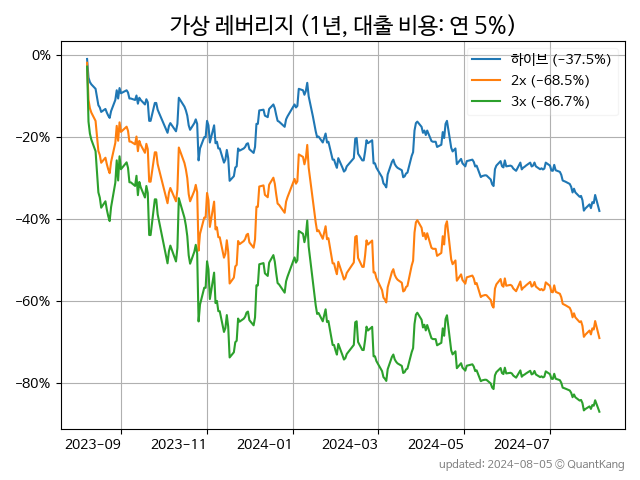 가상 레버리지 (1년, 대출 비용: 연 5%)
하이브 (−37.5%)
2x (−68.5%)
3x (−86.7%)
0%
−20%
−40%
−60%
−80%
2023-09 2023-11 2024-01 2024-03 2024-05 2024-07
updated: 2024-08-05 © QuantKang